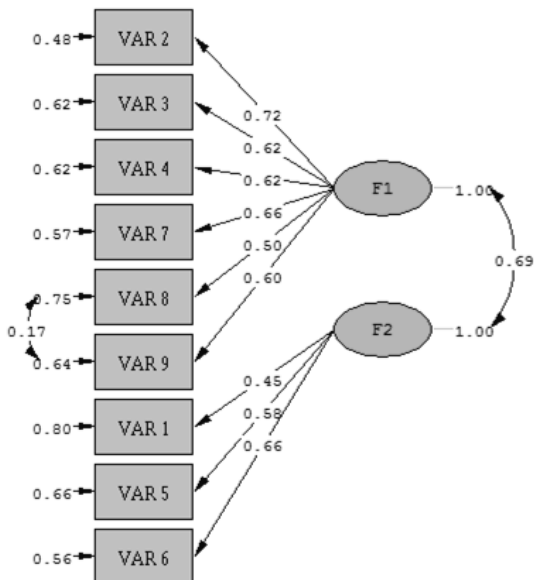 0.48 VAR 2
0.72
0.62 VAR 3
0.62
0.62 VAR 4
0.62
F1 1.00
0.66
0.57 VAR 7
0.50
0.60
0.69
0.75 VAR 8
0.17
F2 1.00
0.64 VAR 9
0.45
0.58
0.80 VAR 1
0.66
0.66 VAR 5
0.56 VAR 6